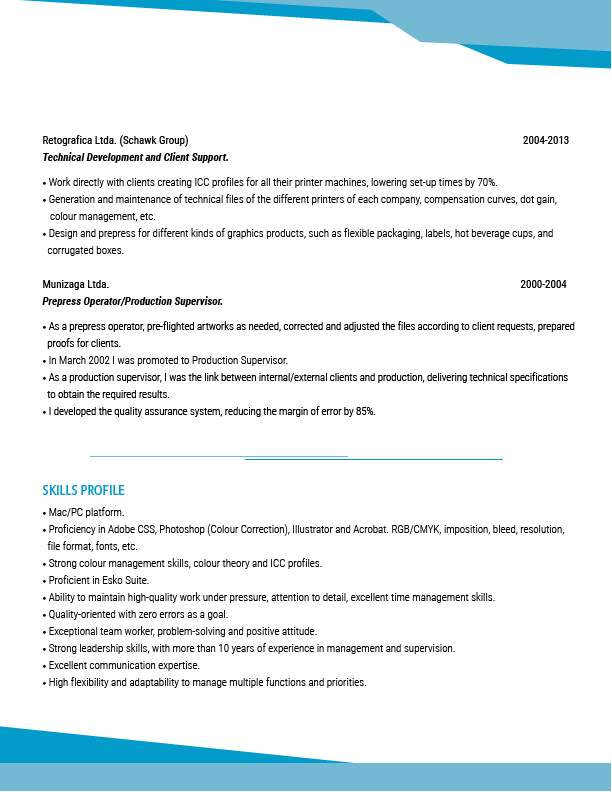 Retografica Ltda. (Schawk Group) 2004-2013
Technical Development and Client Support.
• Work directly with clients creating ICC profiles for all their printer machines, lowering set-up times by 70%.
• Generation and maintenance of technical files of the different printers of each company, compensation curves, dot gain,
colour management, etc.
• Design and prepress for different kinds of graphics products, such as flexible packaging, labels, hot beverage cups, and
corrugated boxes.
Munizaga Ltda. 2000-2004
Prepress Operator/Production Supervisor.
• As a prepress operator, pre-flighted artworks as needed, corrected and adjusted the files according to client requests, prepared
proofs for clients.
• In March 2002 I was promoted to Production Supervisor.
• As a production supervisor, I was the link between internal/external clients and production, delivering technical specifications
to obtain the required results.
• I developed the quality assurance system, reducing the margin of error by 85%.
SKILLS PROFILE
• Mac/PC platform.
• Proficiency in Adobe CSS, Photoshop (Colour Correction), Illustrator and Acrobat. RGB/CMYK, imposition, bleed, resolution,
file format, fonts, etc.
• Strong colour management skills, colour theory and ICC profiles.
• Proficient in Esko Suite.
• Ability to maintain high-quality work under pressure, attention to detail, excellent time management skills.
• Quality-oriented with zero errors as a goal.
• Exceptional team worker, problem-solving and positive attitude.
• Strong leadership skills, with more than 10 years of experience in management and supervision.
• Excellent communication expertise.
• High flexibility and adaptability to manage multiple functions and priorities.